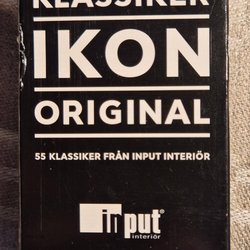 KLASSIKER
IKON
ORIGINAL
55 KLASSIKER FRÅN INPUT INTERIÖR
input®
interiör